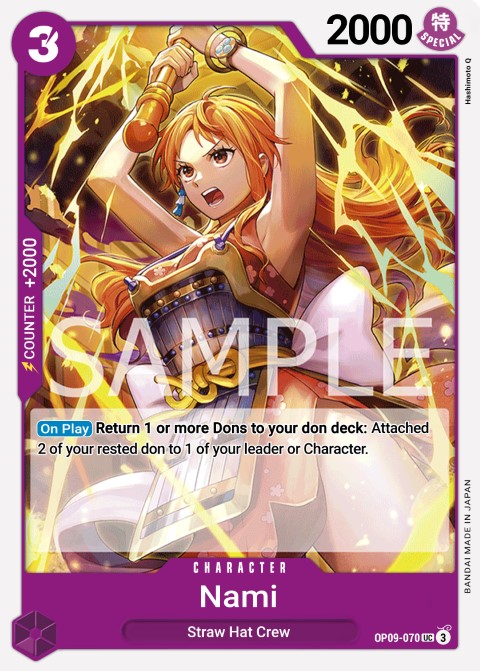 3
2000
特
SPECIAL
Hashimoto Q
COUNTER +2000
SAMPLE
On Play Return 1 or more Dons to your don deck: Attached
2 of your rested don to 1 of your leader or Character.
BANDAI MADE IN JAPAN
CHARACTER
Nami
Straw Hat Crew
OP09-070 UC 3